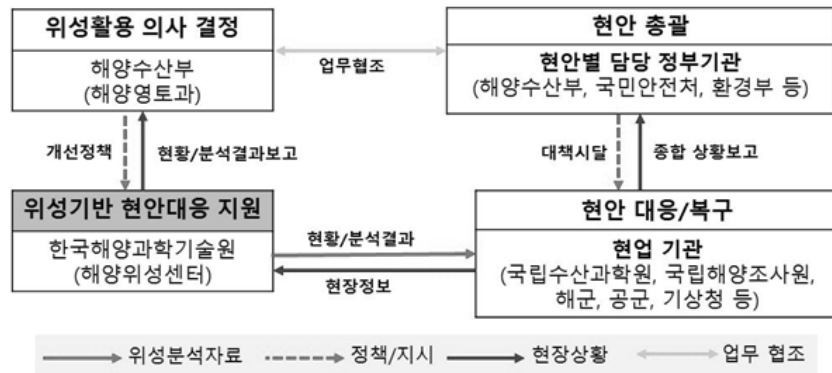 위성활용 의사 결정
해양수산부
(해양영토과)
업무협조
현안 총괄
현안별 담당 정부기관
(해양수산부, 국민안전처, 환경부 등)
개선정책
현황/분석결과보고
대책시달
종합 상황보고
위성기반 현안대응 지원
한국해양과학기술원
(해양위성센터)
현황/분석결과
현장정보
현안 대응/복구
현업 기관
(국립수산과학원, 국립해양조사원,
해군, 공군, 기상청 등)
위성분석자료
정책/지시
현장상황
업무 협조